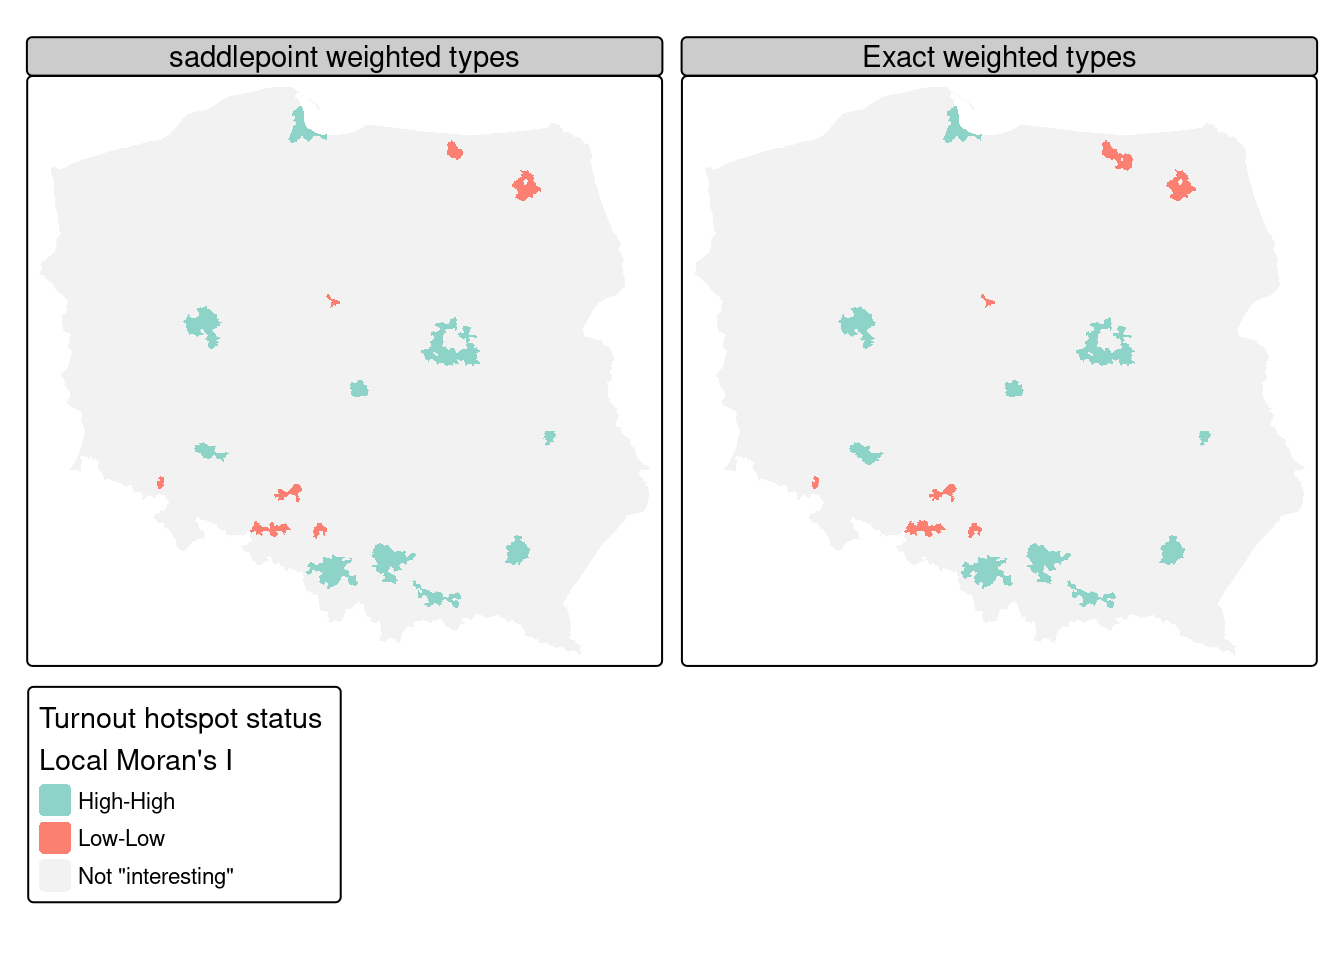 saddlepoint weighted types
Exact weighted types
Turnout hotspot status
Local Moran's I
High-High
Low-Low
Not "interesting"